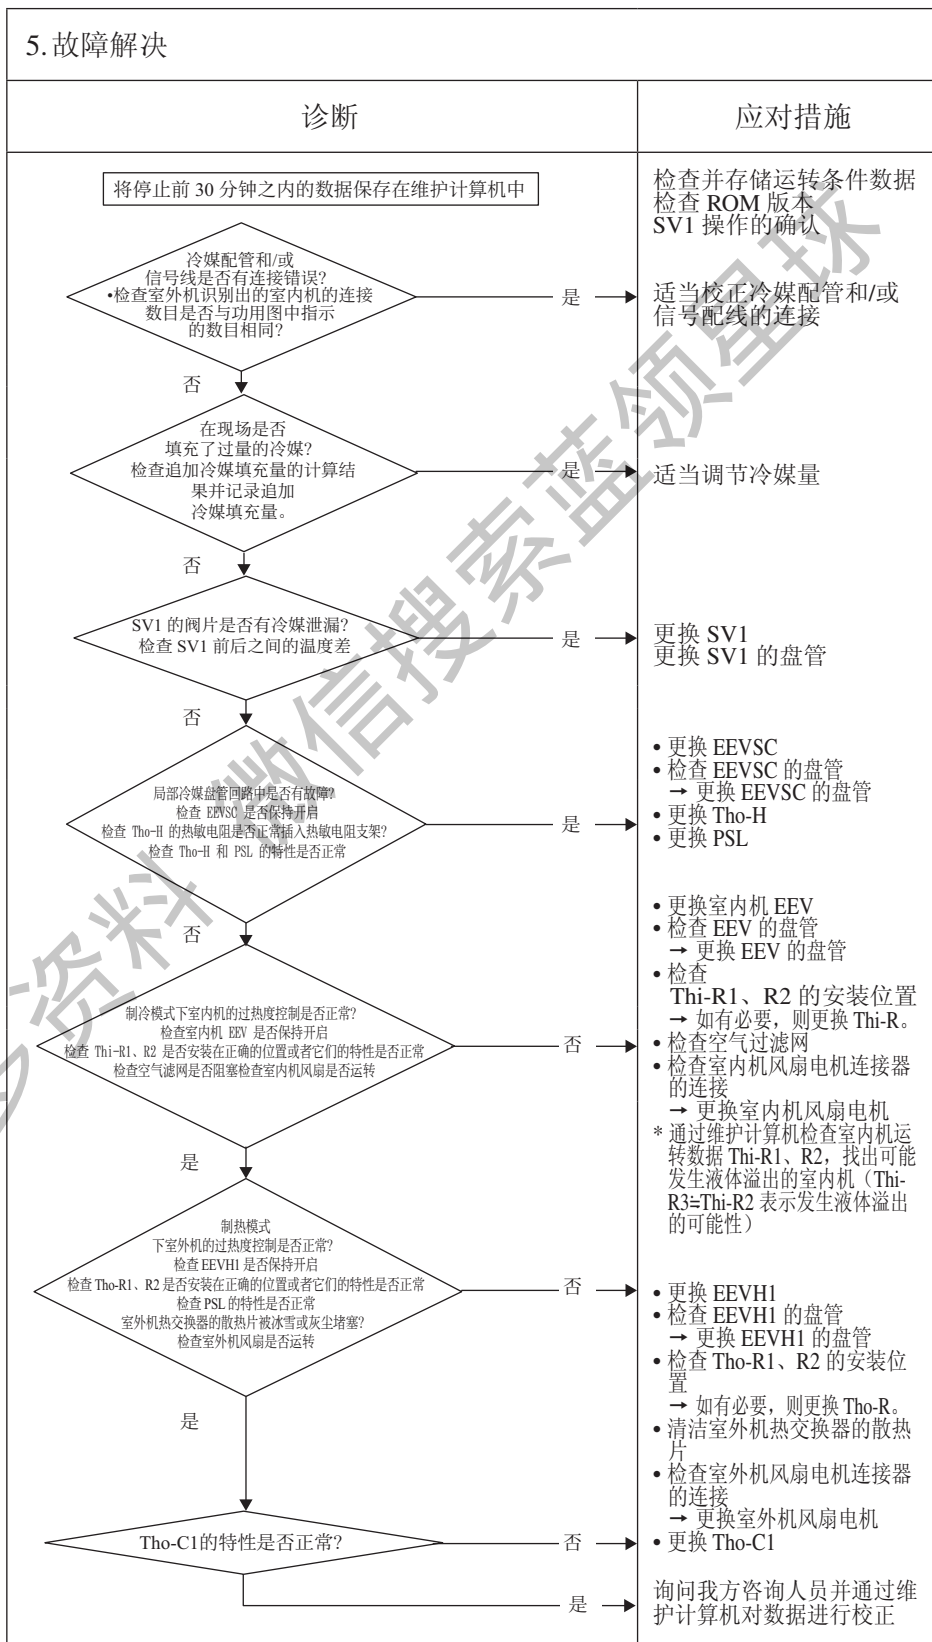 5.故障解决
诊断
应对措施
将停止前 30 分钟之内的数据保存在维护计算机中
检查并存储运转条件数据
检查 ROM 版本
SV1 操作的确认
冷媒配管和/或
信号线是否有连接错误?
•检查室外机识别出的室内机的连接
数目是否与功用图中指示
的数目相同?
是
适当校正冷媒配管和/或
信号配线的连接
否
在现场是否
填充了过量的冷媒?
检查追加冷媒填充量的计算结
果并记录追加
冷媒填充量。
是
适当调节冷媒量
否
SV1 的阀片是否有冷媒泄漏?
检查 SV1 前后之间的温度差
是
更换 SV1
更换 SV1 的盘管
否
局部冷媒盘管回路中是否有故障?
检查 EEVSC 是否保持开启
检查 Tho-H 的热敏电阻是否正常插入热敏电阻支架?
检查 Tho-H 和 PSL 的特性是否正常
是
• 更换 EEVSC
• 检查 EEVSC 的盘管
→ 更换 EEVSC 的盘管
• 更换 Tho-H
• 更换 PSL
否
制冷模式下室内机的过热度控制是否正常?
检查室内机 EEV 是否保持开启
检查 Thi-R1、R2 是否安装在正确的位置或者它们的特性是否正常
检查空气滤网是否阻塞检查室内机风扇是否运转
否
• 更换室内机 EEV
• 检查 EEV 的盘管
→ 更换 EEV 的盘管
• 检查
Thi-R1、R2 的安装位置
→ 如有必要，则更换 Thi-R。
• 检查空气过滤网
• 检查室内机风扇电机连接器
的连接
→ 更换室内机风扇电机
* 通过维护计算机检查室内机运
转数据 Thi-R1、R2，找出可能
发生液体溢出的室内机（Thi-
R3≒Thi-R2 表示发生液体溢出
的可能性）
是
制热模式
下室外机的过热度控制是否正常?
检查 EEVH1 是否保持开启
检查 Tho-R1、R2 是否安装在正确的位置或者它们的特性是否正常
检查 PSL 的特性是否正常
室外机热交换器的散热片被冰雪或灰尘堵塞?
检查室外机风扇是否运转
否
• 更换 EEVH1
• 检查 EEVH1 的盘管
→ 更换 EEVH1 的盘管
• 检查 Tho-R1、R2 的安装位
置
→ 如有必要，则更换 Tho-R。
• 清洁室外机热交换器的散热
片
• 检查室外机风扇电机连接器
的连接
→ 更换室外机风扇电机
• 更换 Tho-C1
是
Tho-C1的特性是否正常?
否
是
询问我方咨询人员并通过维
护计算机对数据进行校正
资料 微信搜索蓝领星球